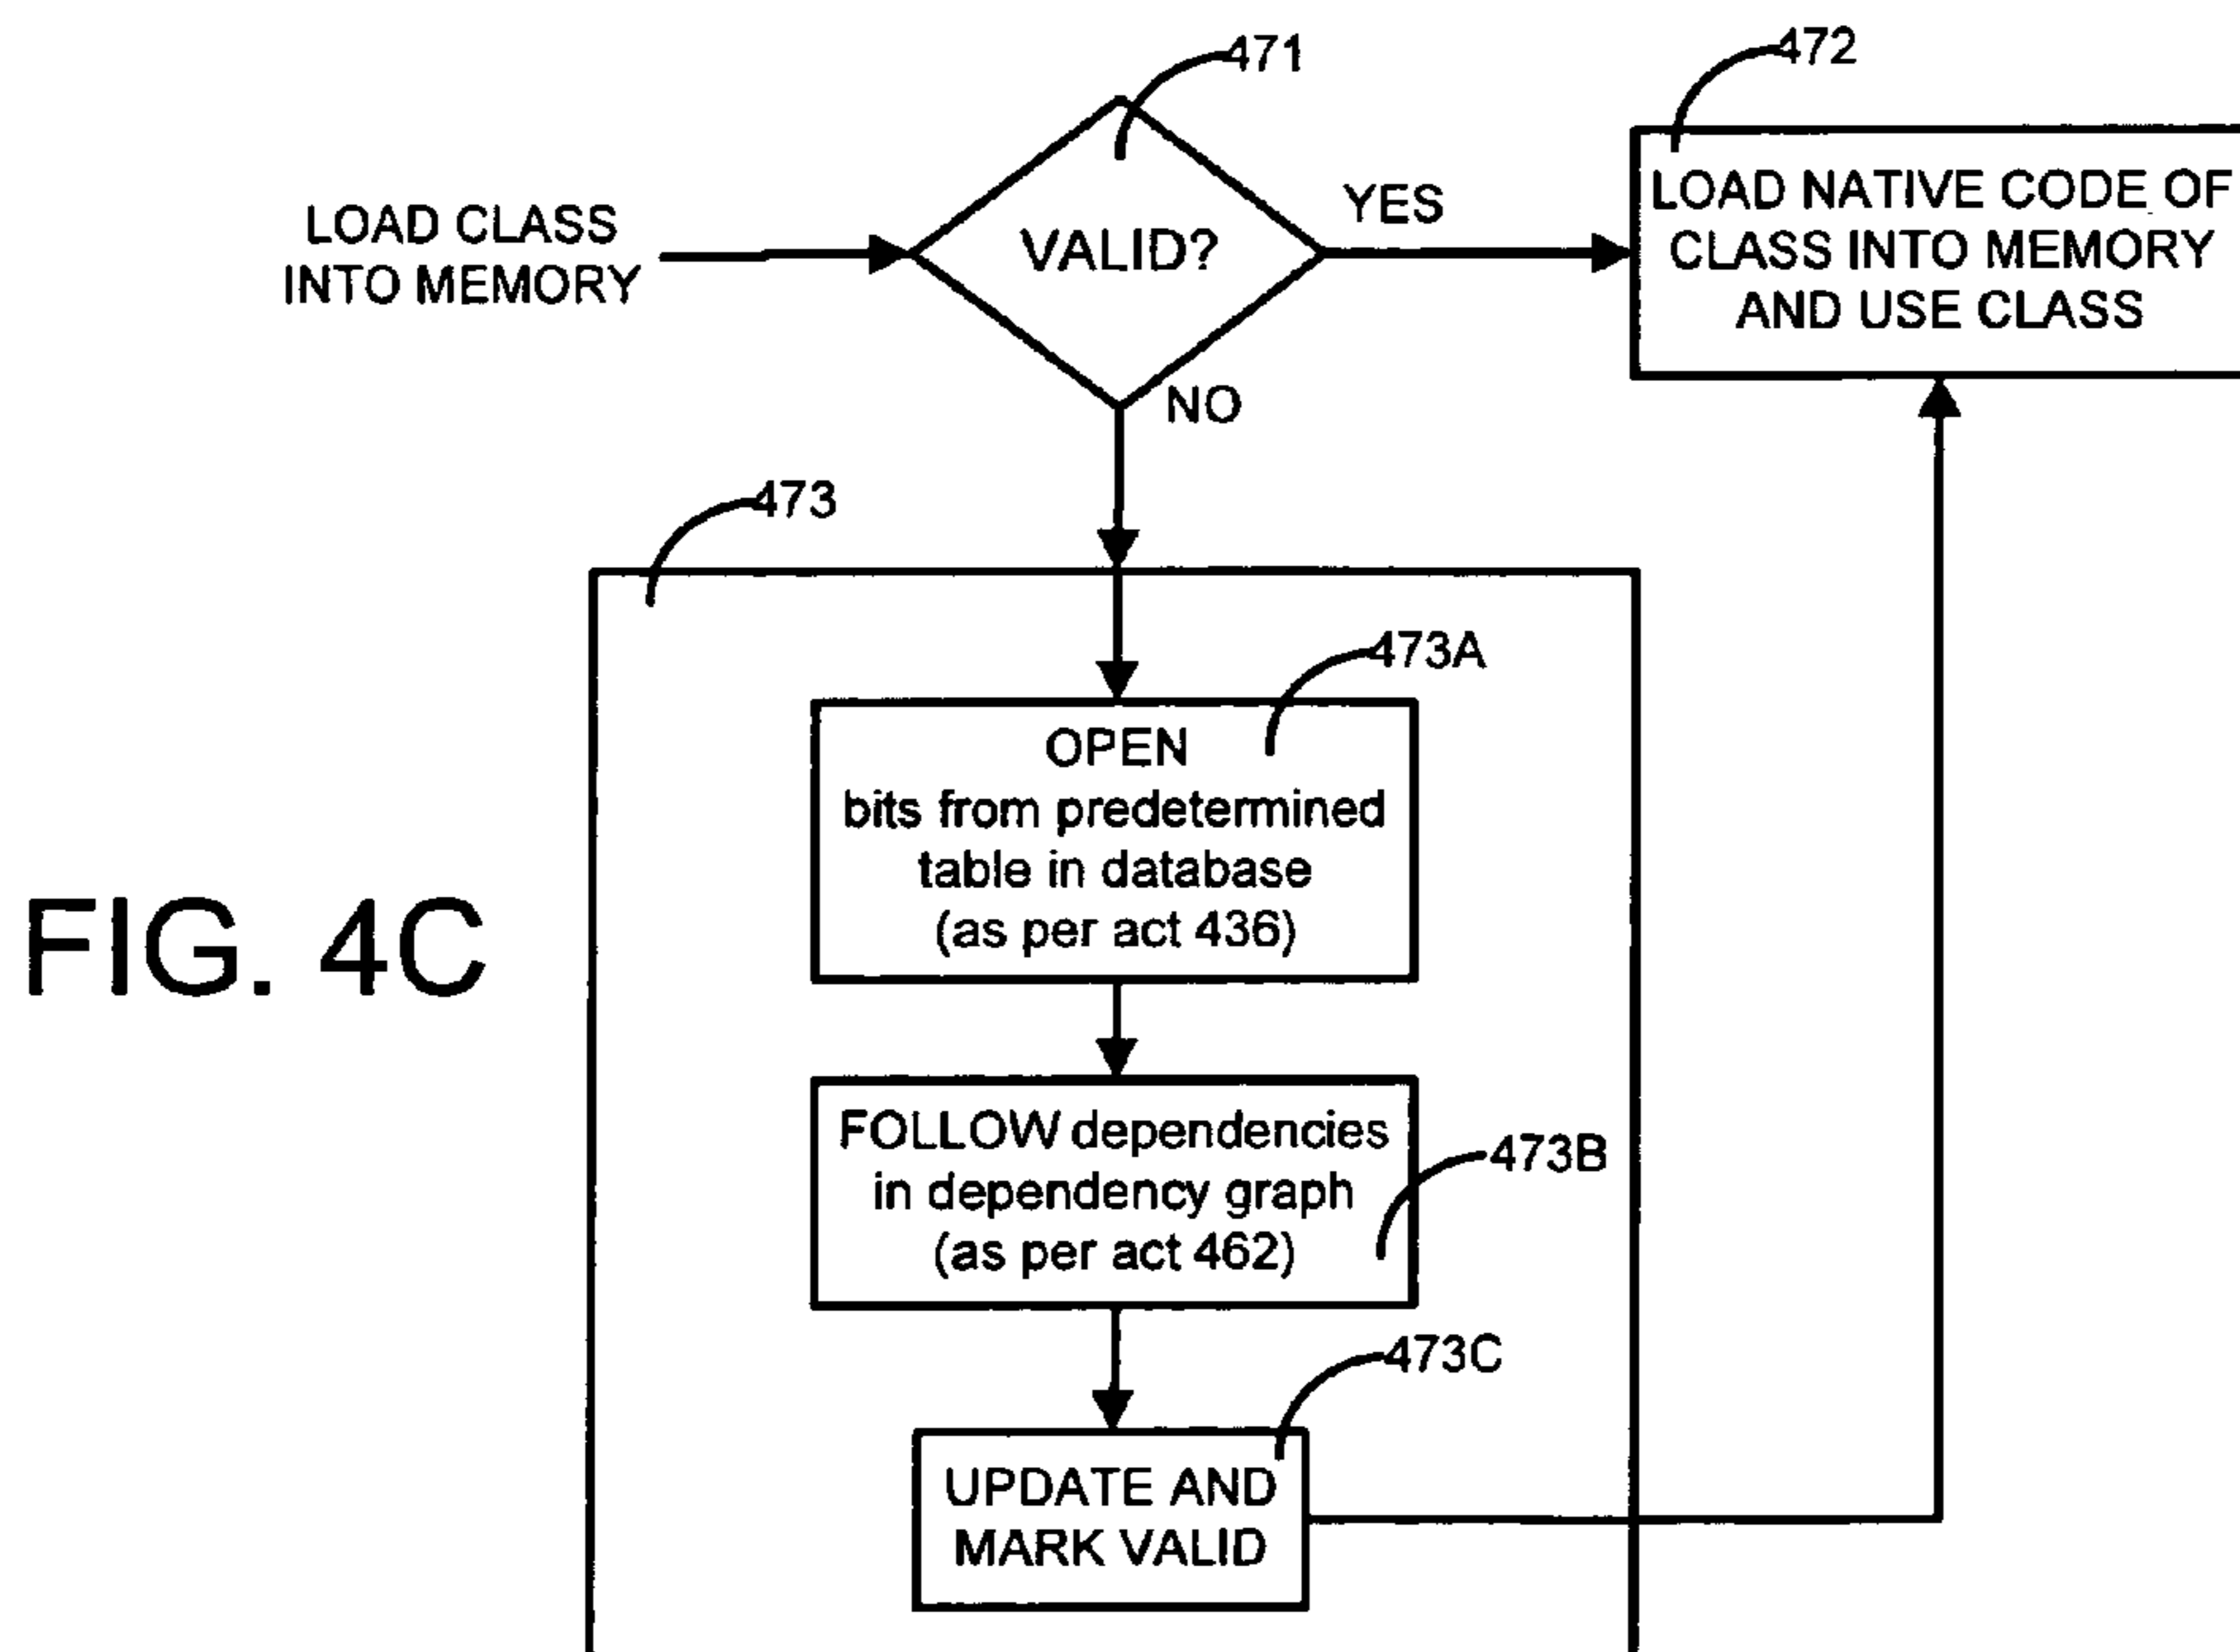 471
472
LOAD CLASS
INTO MEMORY
VALID?
YES
LOAD NATIVE CODE OF
CLASS INTO MEMORY
AND USE CLASS
NO
473
473A
OPEN
bits from predetermined
table in database
(as per act 436)
FIG. 4C
FOLLOW dependencies
in dependency graph
(as per act 462)
473B
473C
UPDATE AND
MARK VALID